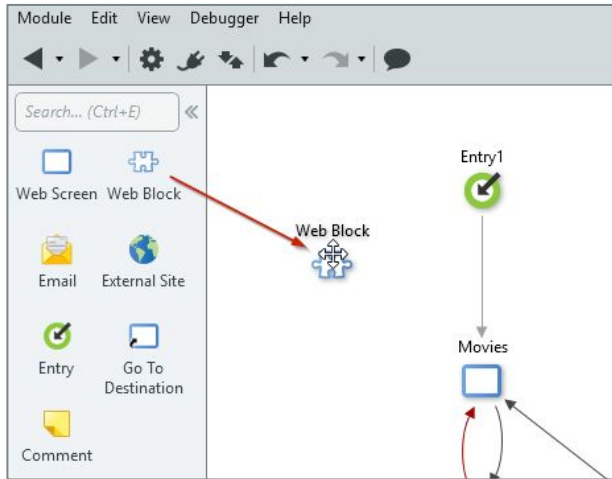 Module Edit View Debugger Help
Search... (Ctrl+E)
Web Screen Web Block
Email External Site
Entry Go To
Destination
Comment
Web Block
Entry1
Movies